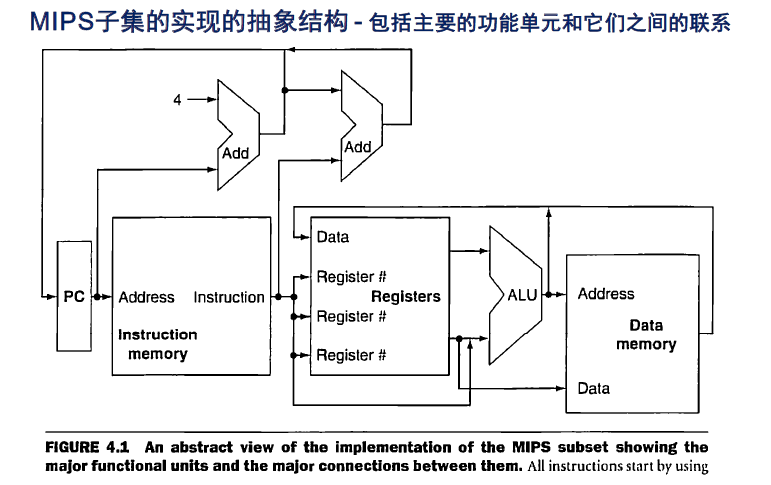 MIPS子集的实现的抽象结构 - 包括主要的功能单元和它们之间的联系
4
Add
Add
PC
Address
Instruction
Instruction
memory
Data
Register #
Registers
Register #
Register #
ALU
Address
Data
memory
Data
FIGURE 4.1 An abstract view of the implementation of the MIPS subset showing the
major functional units and the major connections between them. All instructions start by using